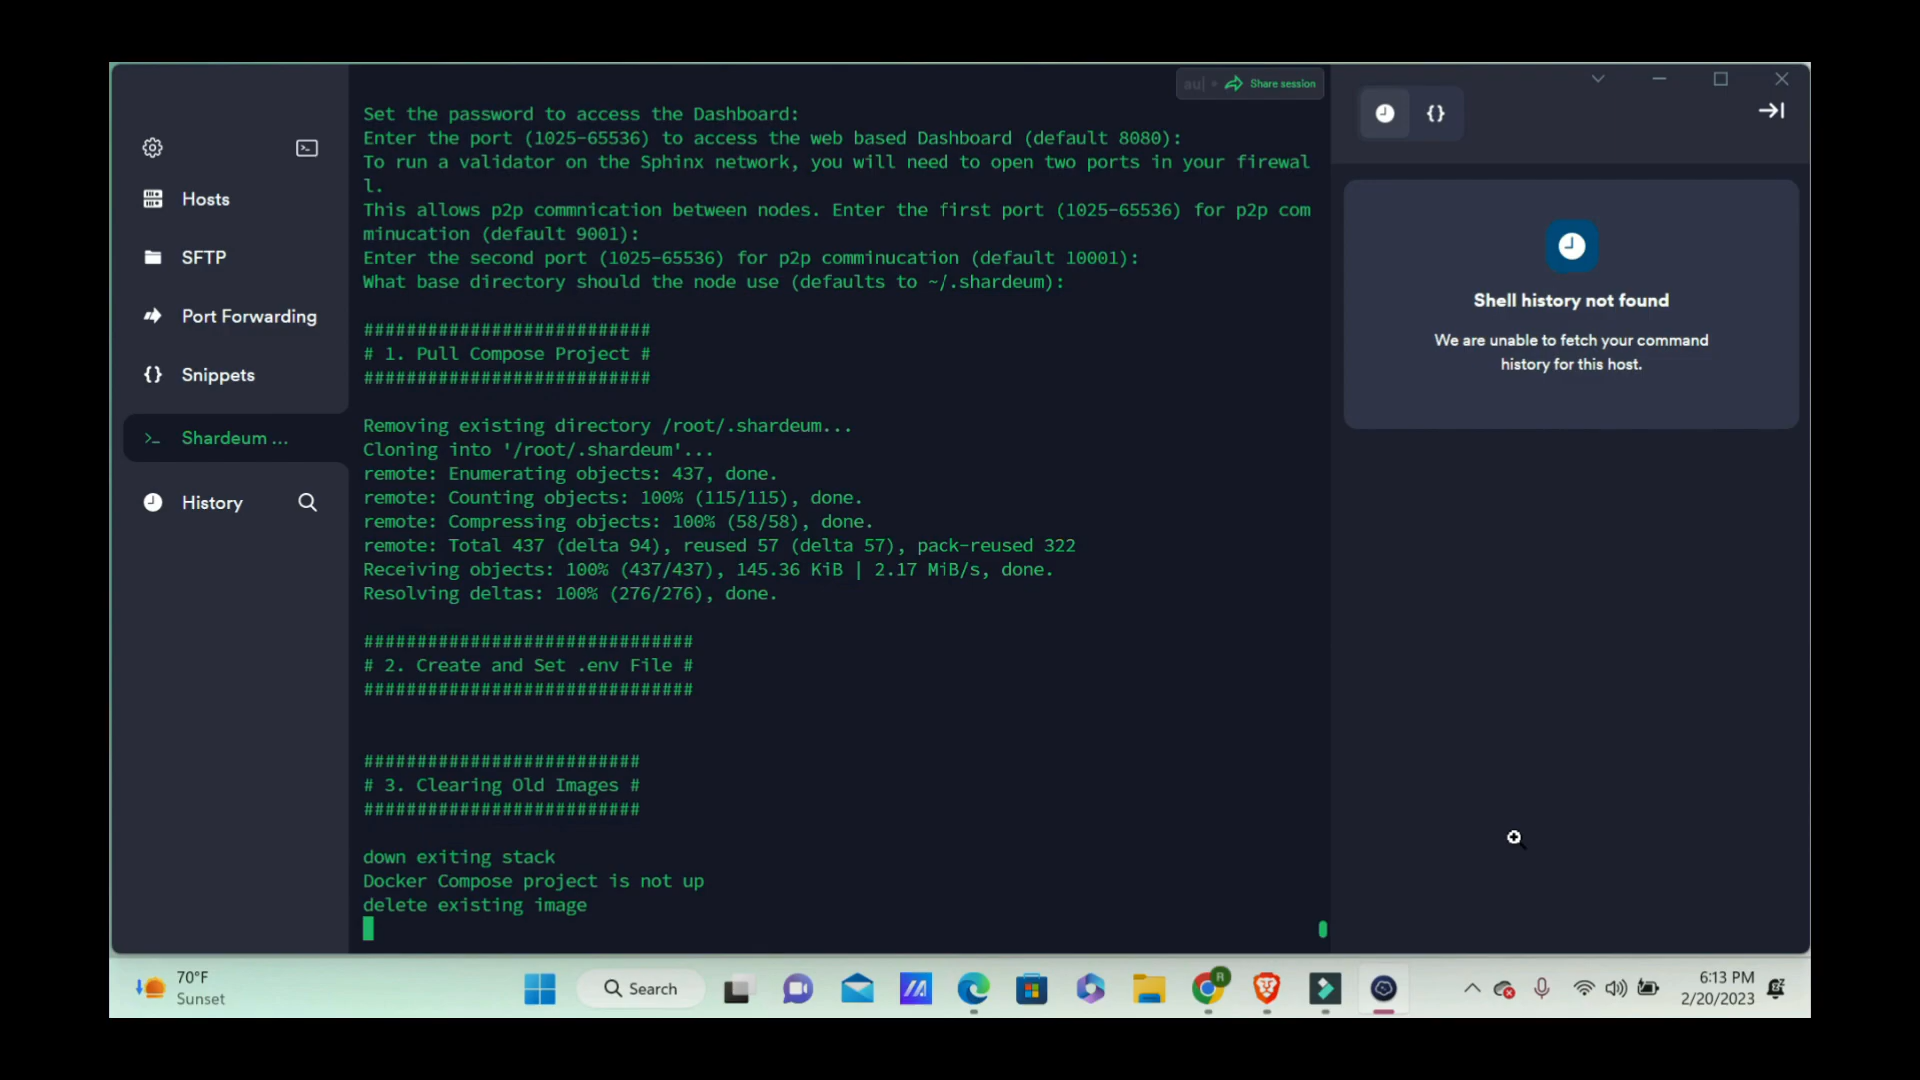 au|
Share session
Hosts
SFTP
Port Forwarding
Snippets
Shardeum ...
History
Set the password to access the Dashboard:
Enter the port (1025-65536) to access the web based Dashboard (default 8080):
To run a validator on the Sphinx network, you will need to open two ports in your firewal
l.
This allows p2p commnication between nodes. Enter the first port (1025-65536) for p2p com
minucation (default 9001):
Enter the second port (1025-65536) for p2p comminucation (default 10001):
What base directory should the node use (defaults to ~/.shardeum):
###########################
# 1. Pull Compose Project #
###########################
Removing existing directory /root/.shardeum...
Cloning into '/root/.shardeum'...
remote: Enumerating objects: 437, done.
remote: Counting objects: 100% (115/115), done.
remote: Compressing objects: 100% (58/58), done.
remote: Total 437 (delta 94), reused 57 (delta 57), pack-reused 322
Receiving objects: 100% (437/437), 145.36 KiB | 2.17 MiB/s, done.
Resolving deltas: 100% (276/276), done.
###############################
# 2. Create and Set .env File #
###############################
##########################
# 3. Clearing Old Images #
##########################
down exiting stack
Docker Compose project is not up
delete existing image
{}
Shell history not found
We are unable to fetch your command
history for this host.
70°F
Sunset
Search
R
6:13 PM
2/20/2023